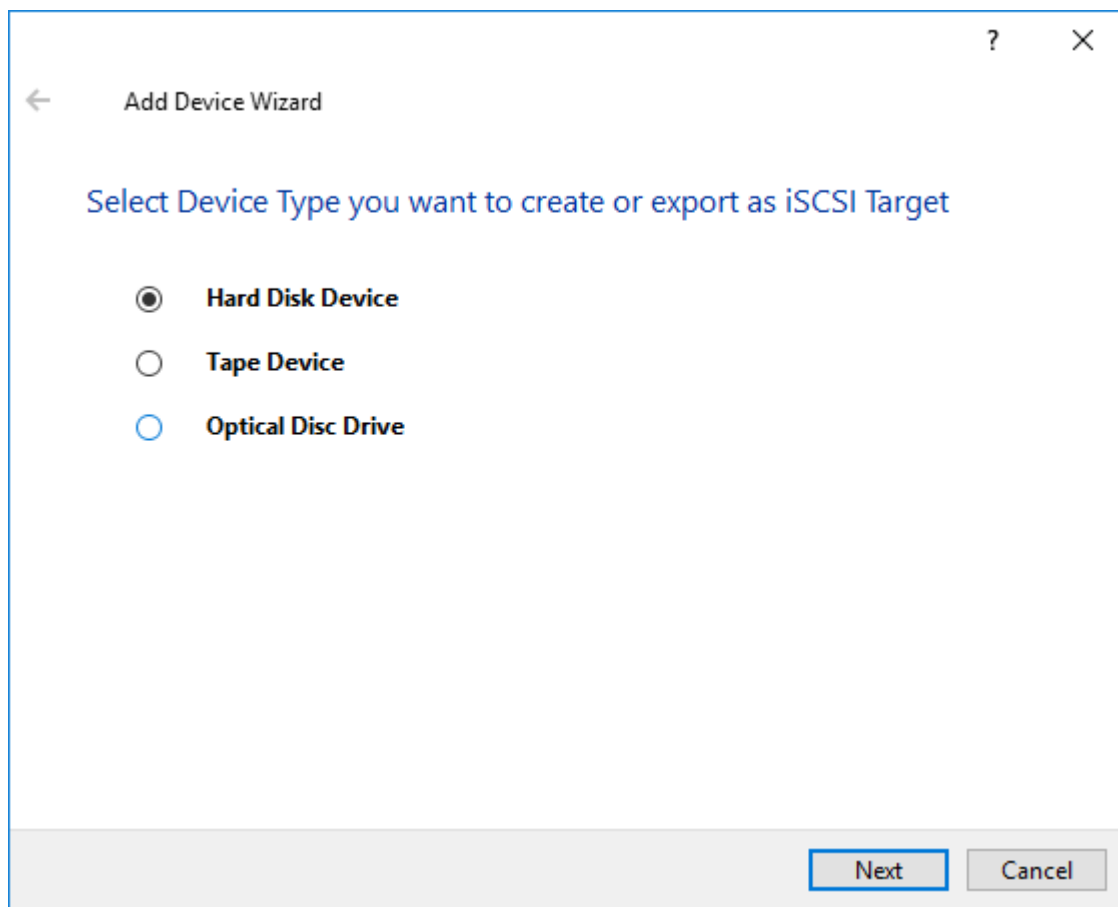 ?
Add Device Wizard
Select Device Type you want to create or export as iSCSI Target
Hard Disk Device
Tape Device
Optical Disc Drive
Next Cancel